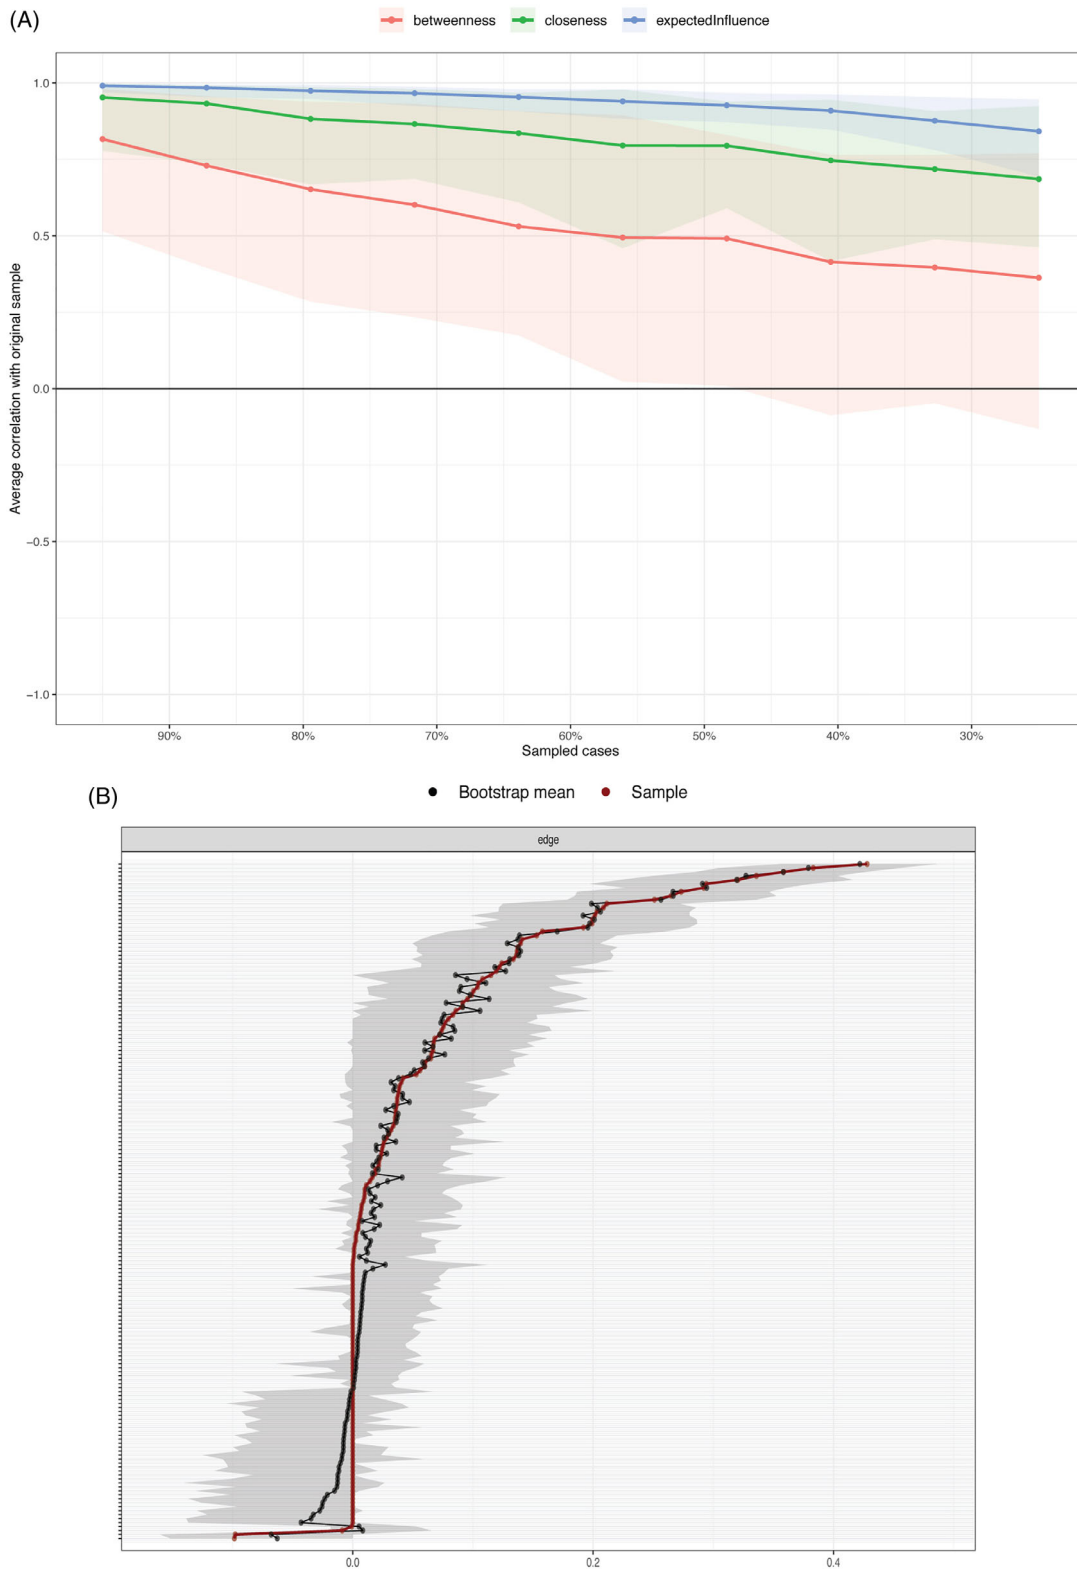 (A)
betweenness closeness expectedInfluence
1.0
0.5
0.0
−0.5
−1.0
Average correlation with original sample
90% 80% 70% 60% 50% 40% 30%
Sampled cases
(B)
Bootstrap mean Sample
edge
0.0 0.2 0.4